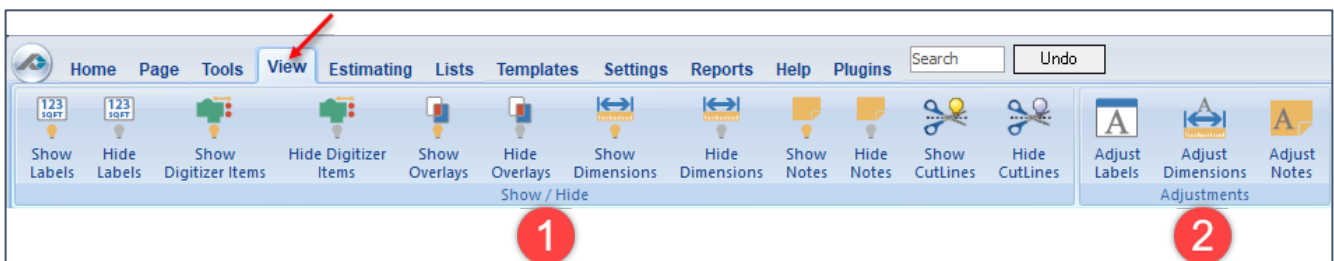 Home Page Tools View Estimating Lists Templates Settings Reports Help Plugins Search Undo
123 SQFT 123 SQFT A A A
Show Labels Hide Labels Show Digitizer Items Hide Digitizer Items Show Overlays Hide Overlays Show Dimensions Hide Dimensions Show Notes Hide Notes Show CutLines Hide CutLines Adjust Labels Adjust Dimensions Adjust Notes
Show / Hide Adjustments
1 2